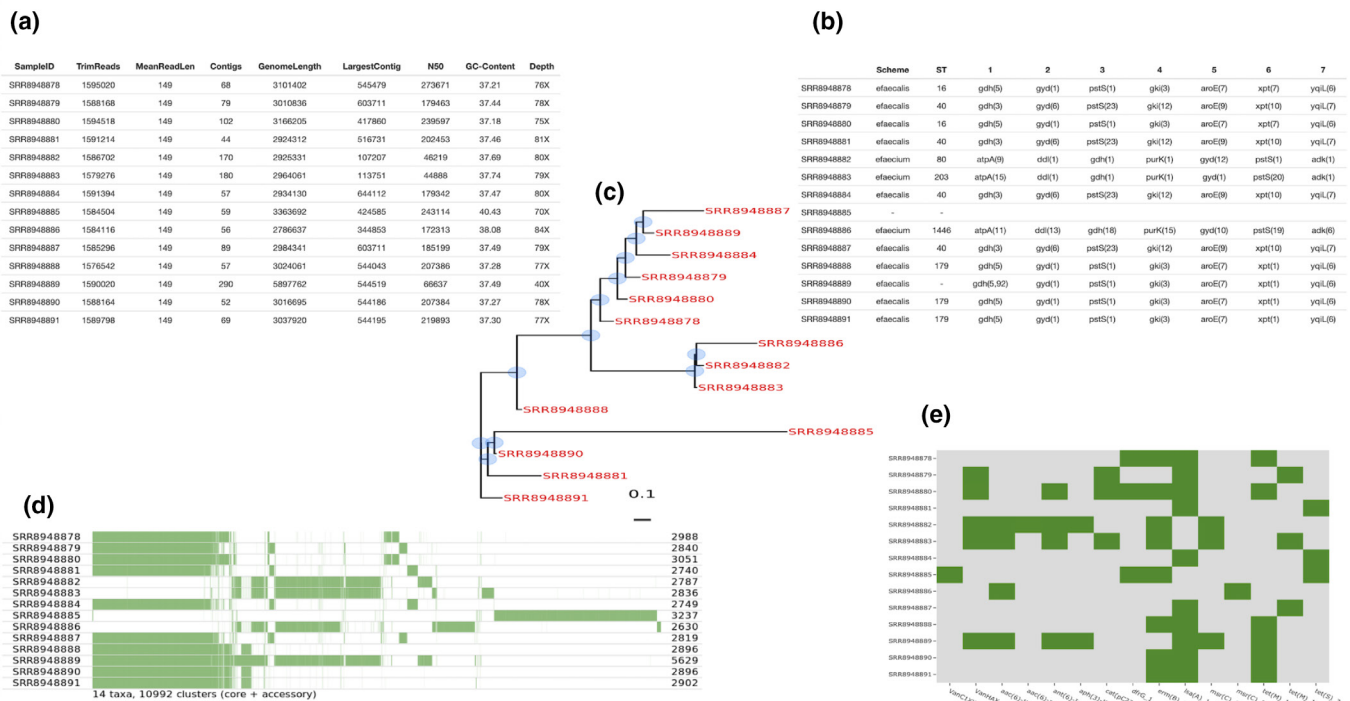 (a)
SampleID TrimReads MeanReadLen Contigs GenomeLength LargestContig N50 GC-Content Depth
SRR8948878 1595020 149 68 3101402 545479 273671 37.21 76X
SRR8948879 1588168 149 79 3010836 603711 179463 37.44 78X
SRR8948880 1594518 149 102 3166205 417860 239597 37.18 75X
SRR8948881 1591214 149 44 2924312 516731 202453 37.46 81X
SRR8948882 1586702 149 170 2925331 107207 46219 37.69 80X
SRR8948883 1579276 149 180 2964061 113751 44888 37.74 79X
SRR8948884 1591394 149 57 2934130 644112 179342 37.47 80X
SRR8948885 1584504 149 59 3363692 424585 243114 40.43 70X
SRR8948886 1584116 149 56 2786637 344853 172313 38.08 84X
SRR8948887 1585296 149 89 2984341 603711 185199 37.49 79X
SRR8948888 1576542 149 57 3024061 544043 207386 37.28 77X
SRR8948889 1590020 149 290 5897762 544519 66637 37.49 40X
SRR8948890 1588164 149 52 3016695 544186 207384 37.27 78X
SRR8948891 1589798 149 69 3037920 544195 219893 37.30 77X
(b)
Scheme ST 1 2 3 4 5 6 7
SRR8948878 efaecalis 16 gdh(5) gyd(1) pstS(1) gki(3) aroE(7) xpt(7) yqiL(6)
SRR8948879 efaecalis 40 gdh(3) gyd(6) pstS(23) gki(12) aroE(9) xpt(10) yqiL(7)
SRR8948880 efaecalis 16 gdh(5) gyd(1) pstS(1) gki(3) aroE(7) xpt(7) yqiL(6)
SRR8948881 efaecalis 40 gdh(3) gyd(6) pstS(23) gki(12) aroE(9) xpt(10) yqiL(7)
SRR8948882 efaecium 80 atpA(9) ddl(1) gdh(1) purK(1) gyd(12) pstS(1) adk(1)
SRR8948883 efaecium 203 atpA(15) ddl(1) gdh(1) purK(1) gyd(1) pstS(20) adk(1)
SRR8948884 efaecalis 40 gdh(3) gyd(6) pstS(23) gki(12) aroE(9) xpt(10) yqiL(7)
SRR8948885 - -
SRR8948886 efaecium 1446 atpA(11) ddl(13) gdh(18) purK(15) gyd(10) pstS(19) adk(6)
SRR8948887 efaecalis 40 gdh(3) gyd(6) pstS(23) gki(12) aroE(9) xpt(10) yqiL(7)
SRR8948888 efaecalis 179 gdh(5) gyd(1) pstS(1) gki(3) aroE(7) xpt(1) yqiL(6)
SRR8948889 efaecalis - gdh(5,92) gyd(1) pstS(1) gki(3) aroE(7) xpt(1) yqiL(6)
SRR8948890 efaecalis 179 gdh(5) gyd(1) pstS(1) gki(3) aroE(7) xpt(1) yqiL(6)
SRR8948891 efaecalis 179 gdh(5) gyd(1) pstS(1) gki(3) aroE(7) xpt(1) yqiL(6)
(c)
SRR8948887
SRR8948889
SRR8948884
SRR8948879
SRR8948880
SRR8948878
SRR8948886
SRR8948882
SRR8948883
SRR8948888
SRR8948885
SRR8948890
SRR8948881
SRR8948891
0.1
(d)
SRR8948878 2988
SRR8948879 2840
SRR8948880 3051
SRR8948881 2740
SRR8948882 2787
SRR8948883 2836
SRR8948884 2749
SRR8948885 3237
SRR8948886 2630
SRR8948887 2819
SRR8948888 2896
SRR8948889 5629
SRR8948890 2896
SRR8948891 2902
14 taxa, 10992 clusters (core + accessory)
(e)
SRR8948878
SRR8948879
SRR8948880
SRR8948881
SRR8948882
SRR8948883
SRR8948884
SRR8948885
SRR8948886
SRR8948887
SRR8948888
SRR8948889
SRR8948890
SRR8948891
VanHAX aac(6)- aac(6)- ant(6)- aph(3)- dfrG_1 erm(B) lsa(A) msr(C) msr(C) tet(M) tet(M) tet(S)